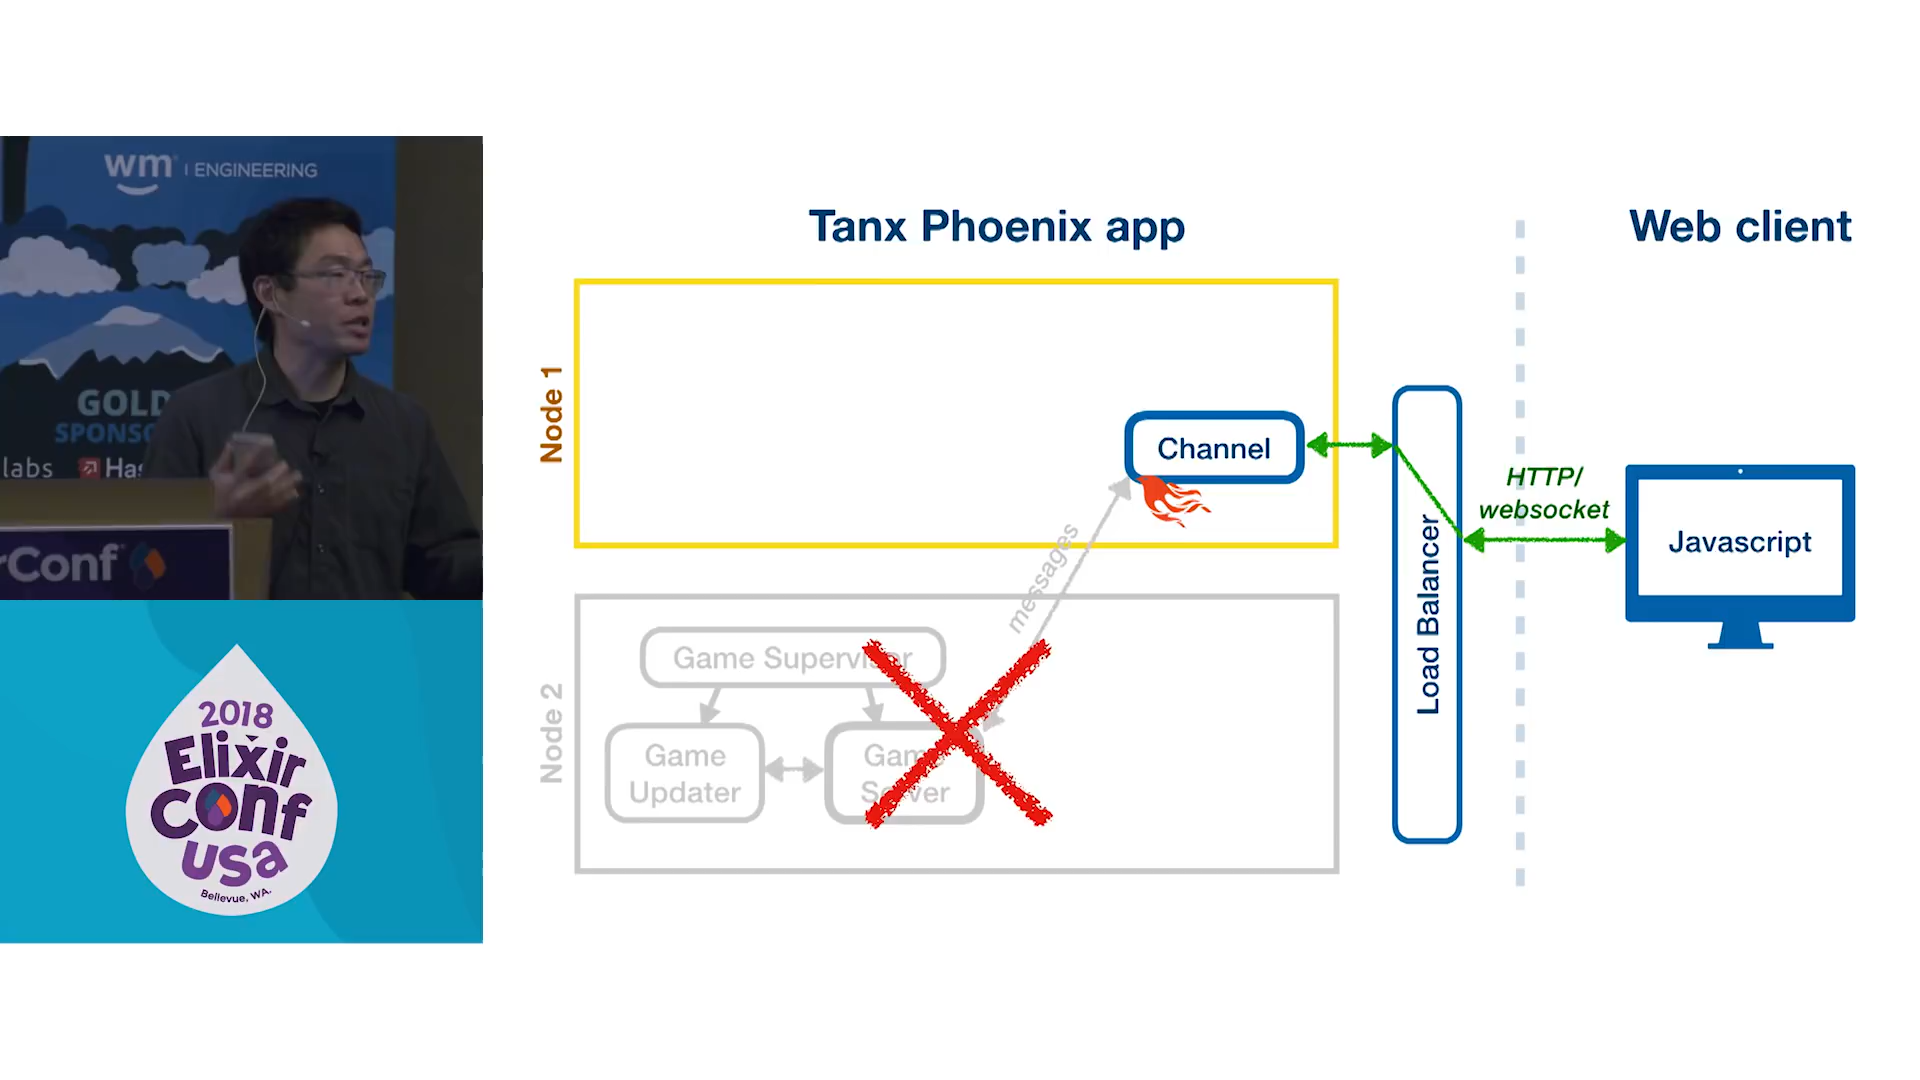 wm ENGINEERING
GOLD
labs
2018
Elixir
conf
usa
Bellevue, WA.
Tanx Phoenix app
Web client
Node 1
Channel
messages
Node 2
Game Supervisor
Game
Updater
Game
Server
Load Balancer
HTTP/
websocket
Javascript